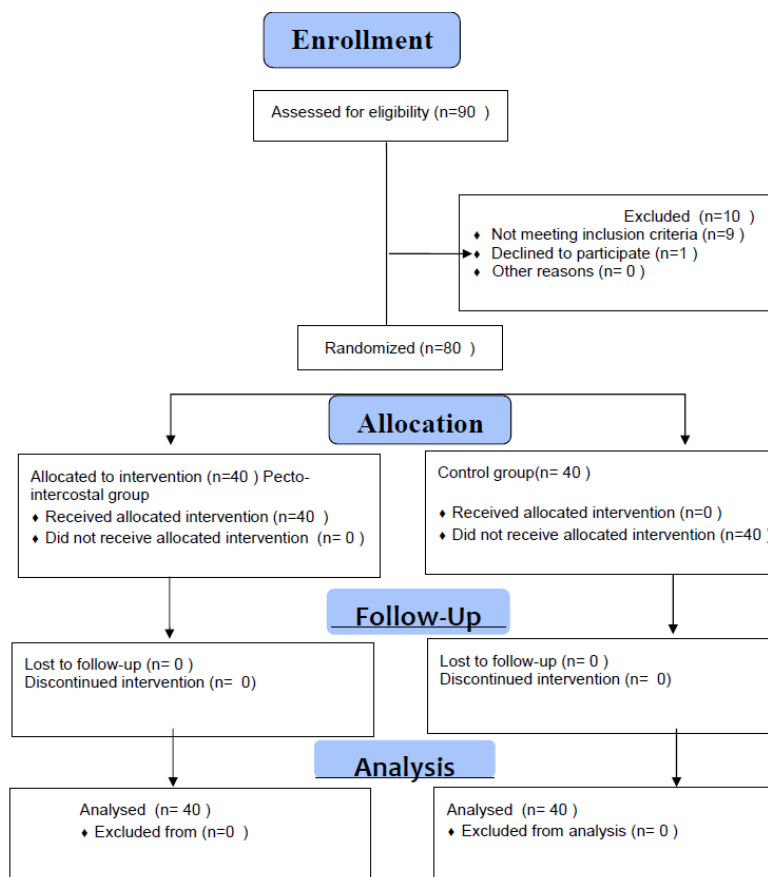 Enrollment
Assessed for eligibility (n=90 )
Excluded (n=10 )
♦ Not meeting inclusion criteria (n=9 )
♦ Declined to participate (n=1 )
♦ Other reasons (n= 0 )
Randomized (n=80 )
Allocation
Allocated to intervention (n=40 ) Pecto-
intercostal group
♦ Received allocated intervention (n=40 )
♦ Did not receive allocated intervention (n= 0 )
Control group(n= 40 )
♦ Received allocated intervention (n=0 )
♦ Did not receive allocated intervention (n=40 )
Follow-Up
Lost to follow-up (n= 0 )
Discontinued intervention (n= 0)
Lost to follow-up (n= 0 )
Discontinued intervention (n= 0)
Analysis
Analysed (n= 40 )
♦ Excluded from (n=0 )
Analysed (n= 40 )
♦ Excluded from analysis (n= 0 )